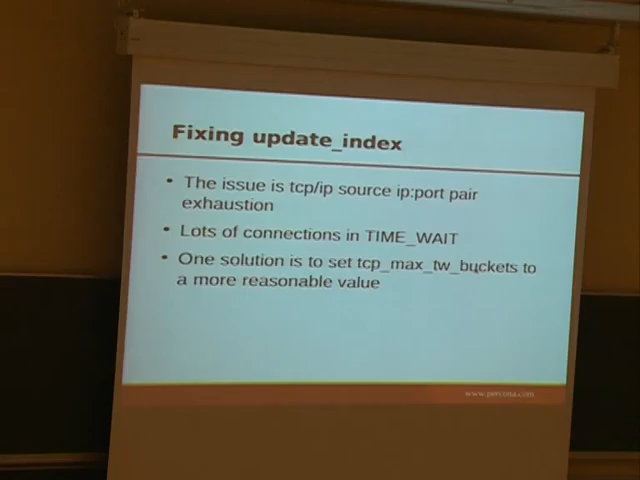 Fixing update_index
• The issue is tcp/ip source ip:port pair
exhaustion
• Lots of connections in TIME_WAIT
• One solution is to set tcp_max_tw_buckets to
a more reasonable value
www.percona.com